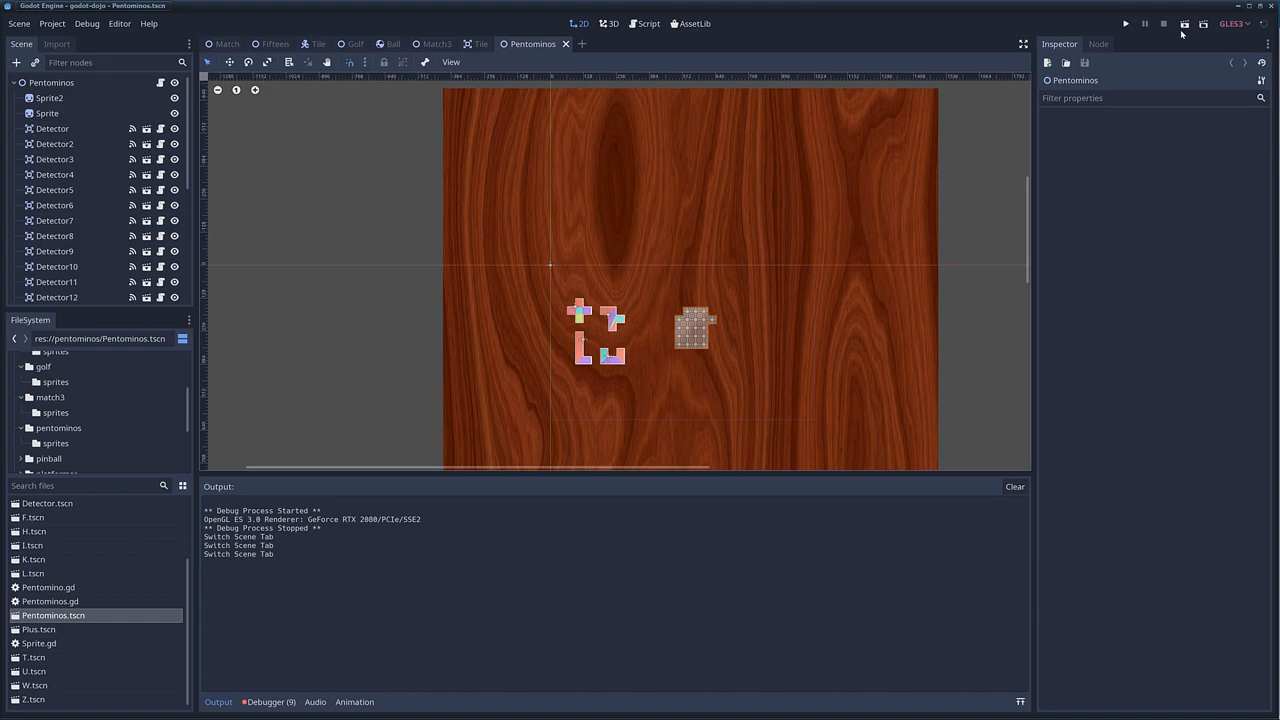 Godot Engine - godot-dojo - Pentominos.tscn
Scene Project Debug Editor Help
2D 3D Script AssetLib
GLES3
Scene Import
Match Fifteen Tile Golf Ball Match3 Tile Pentominos
Inspector Node
Filter nodes
View
Pentominos
Filter properties
Pentominos
Sprite2
Sprite
Detector
Detector2
Detector3
Detector4
Detector5
Detector6
Detector7
Detector8
Detector9
Detector10
Detector11
Detector12
FileSystem
res://pentominos/Pentominos.tscn
sprites
golf
sprites
match3
sprites
pentominos
sprites
pinball
platformer
Search files
Detector.tscn
F.tscn
H.tscn
I.tscn
K.tscn
L.tscn
Pentomino.gd
Pentominos.gd
Pentominos.tscn
Plus.tscn
Sprite.gd
T.tscn
U.tscn
W.tscn
Z.tscn
Output:
Clear
** Debug Process Started **
OpenGL ES 3.0 Renderer: GeForce RTX 2080/PCIe/SSE2
** Debug Process Stopped **
Switch Scene Tab
Switch Scene Tab
Switch Scene Tab
Output Debugger (9) Audio Animation